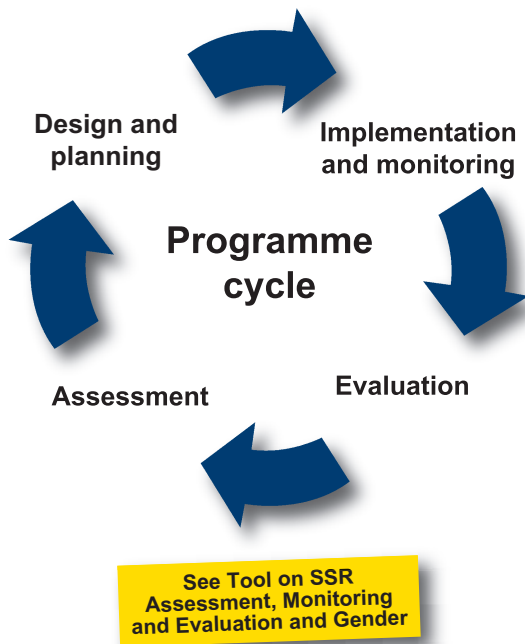 Design and
planning
Implementation
and monitoring
Programme
cycle
Assessment
Evaluation
See Tool on SSR
Assessment, Monitoring
and Evaluation and Gender